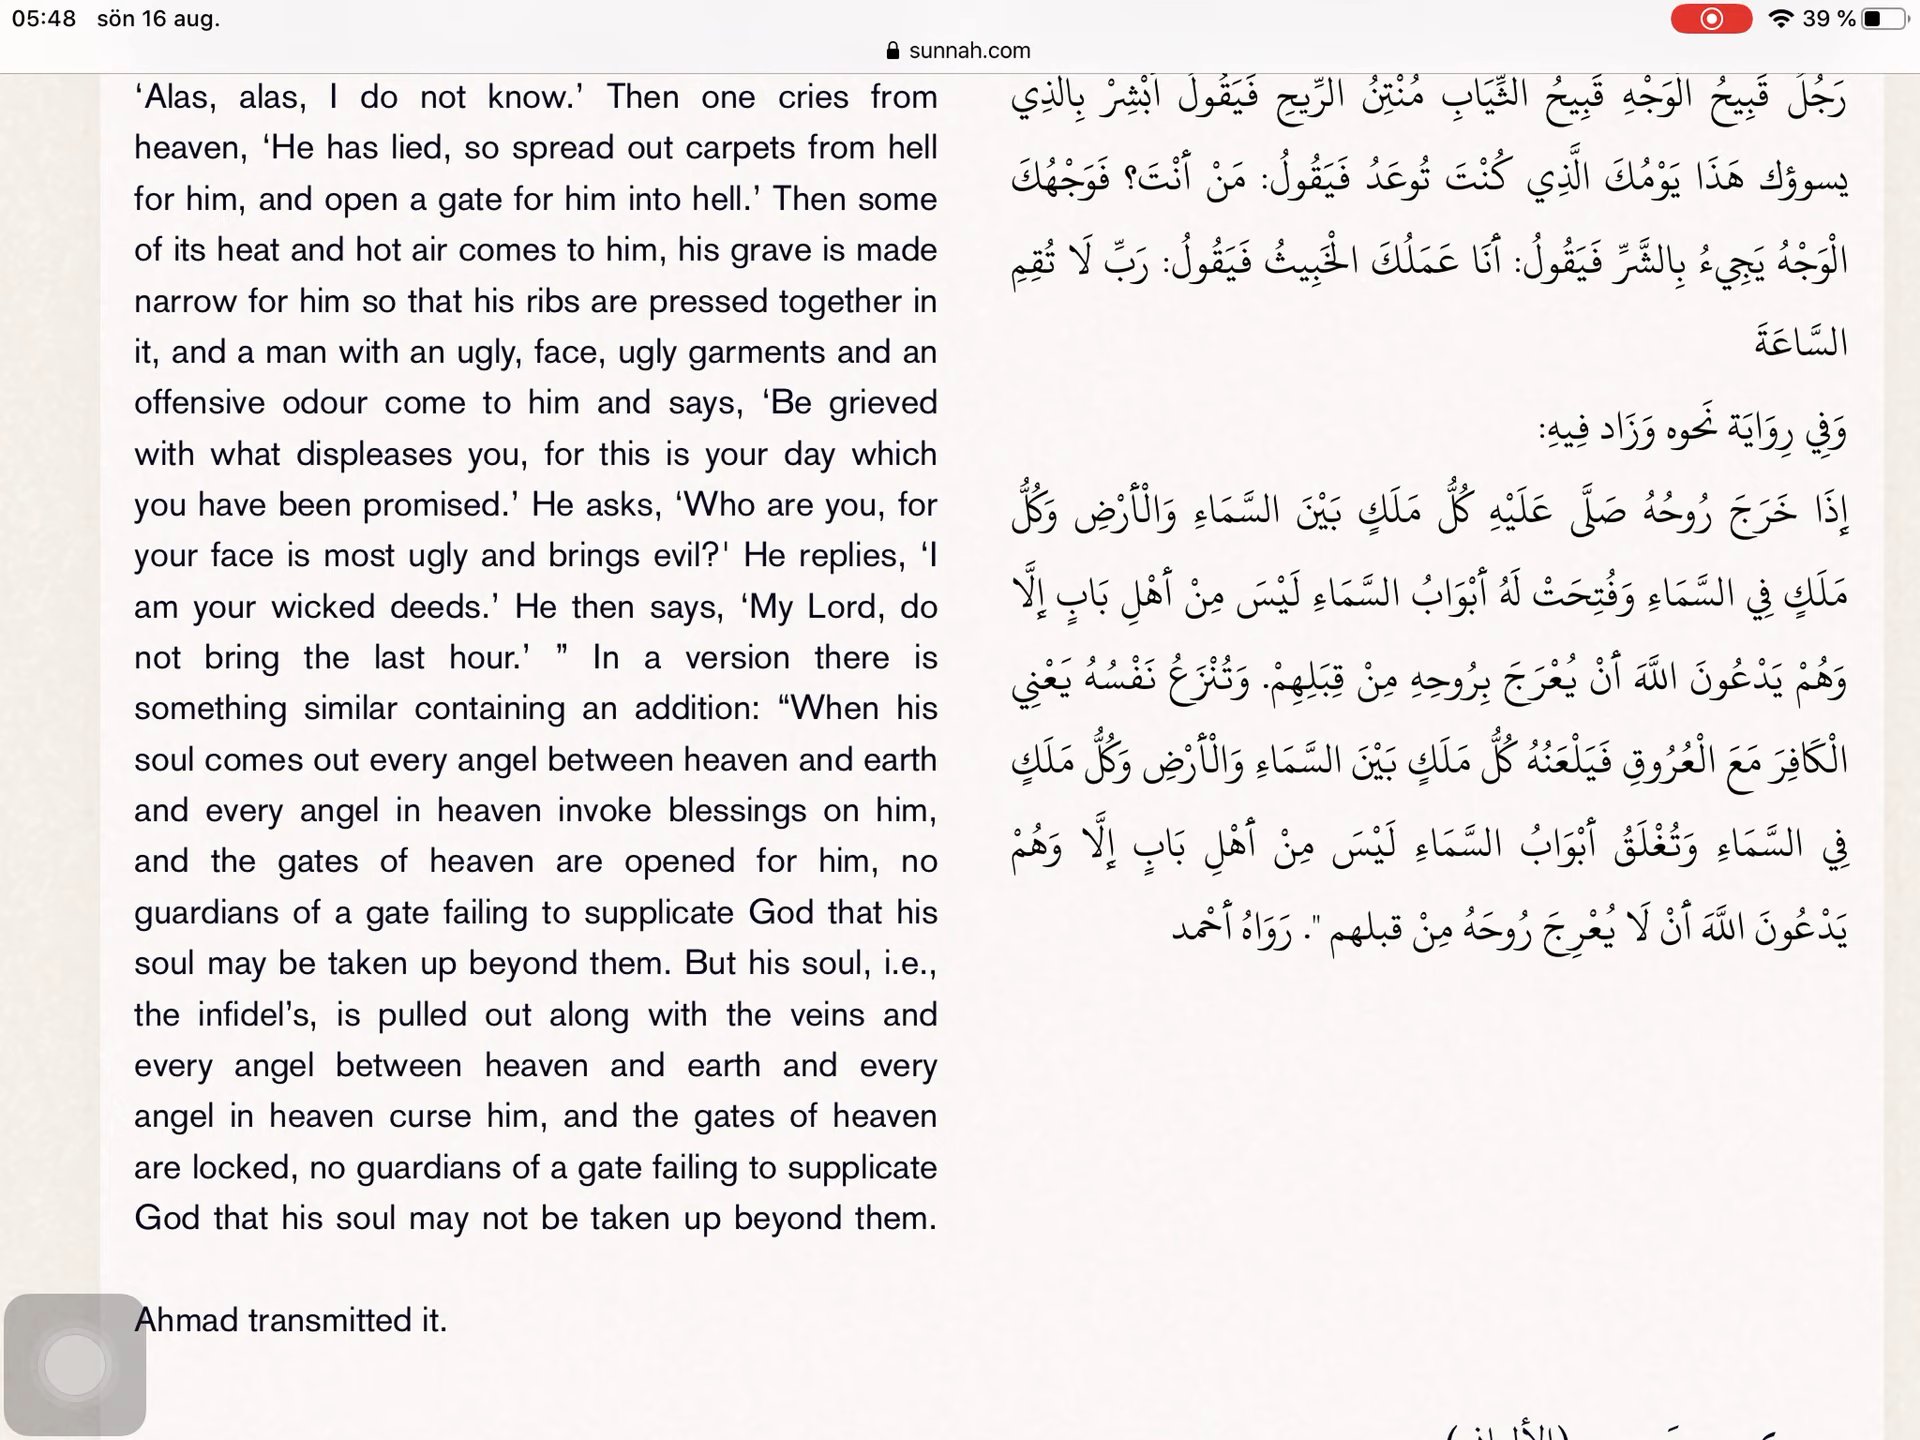 05:48 sön 16 aug.
39 %
sunnah.com
‘Alas, alas, I do not know.’ Then one cries from
heaven, ‘He has lied, so spread out carpets from hell
for him, and open a gate for him into hell.’ Then some
of its heat and hot air comes to him, his grave is made
narrow for him so that his ribs are pressed together in
it, and a man with an ugly, face, ugly garments and an
offensive odour come to him and says, ‘Be grieved
with what displeases you, for this is your day which
you have been promised.’ He asks, ‘Who are you, for
your face is most ugly and brings evil?' He replies, ‘I
am your wicked deeds.’ He then says, ‘My Lord, do
not bring the last hour.’ ” In a version there is
something similar containing an addition: “When his
soul comes out every angel between heaven and earth
and every angel in heaven invoke blessings on him,
and the gates of heaven are opened for him, no
guardians of a gate failing to supplicate God that his
soul may be taken up beyond them. But his soul, i.e.,
the infidel’s, is pulled out along with the veins and
every angel between heaven and earth and every
angel in heaven curse him, and the gates of heaven
are locked, no guardians of a gate failing to supplicate
God that his soul may not be taken up beyond them.
Ahmad transmitted it.
رَجُلٌ قَبِيحُ الْوَجْهِ قَبِيحُ الثِّيَابِ مُنْتِنُ الرِّيحِ فَيَقُولُ أَبْشِرْ بِالذِي
يسوؤك هَذَا يَوْمُكَ الَّذِي كُنْتَ تُوعَدُ فَيَقُولُ: مَنْ أَنْتَ؟ فَوَجْهُكَ
الْوَجْهُ يَجِيءُ بِالشَّرِّ فَيَقُولُ: أَنَا عَمَلُكَ الْخَبِيثُ فَيَقُولُ: رَبِّ لَا تُقِمِ
السَّاعَةَ
وَفِي رِوَايَة نَحوه وَزَاد فِيهِ:
إِذَا خَرَجَ رُوحُهُ صَلَّى عَلَيْهِ كُلُّ مَلَكٍ بَيْنَ السَّمَاءِ وَالْأَرْضِ وَكُلُّ
مَلَكٍ فِي السَّمَاءِ وَفُتِحَتْ لَهُ أَبْوَابُ السَّمَاءِ لَيْسَ مِنْ أَهْلِ بَابٍ إِلَّا
وَهُمْ يَدْعُونَ اللَّهَ أَنْ يُعْرَجَ بِرُوحِهِ مِنْ قِبَلِهِمْ. وَتُنْزَعُ نَفْسُهُ يَعْنِي
الْكَافِرَ مَعَ الْعُرُوقِ فَيَلْعَنُهُ كُلُّ مَلَكٍ بَيْنَ السَّمَاءِ وَالْأَرْضِ وَكُلُّ مَلَكٍ
فِي السَّمَاءِ وَتُغْلَقُ أَبْوَابُ السَّمَاءِ لَيْسَ مِنْ أَهْلِ بَابٍ إِلَّا وَهُمْ
يَدْعُونَ اللَّهَ أَنْ لَا يُعْرِجَ رُوحَهُ مِنْ قبلهم ". رَوَاهُ أَحْمد